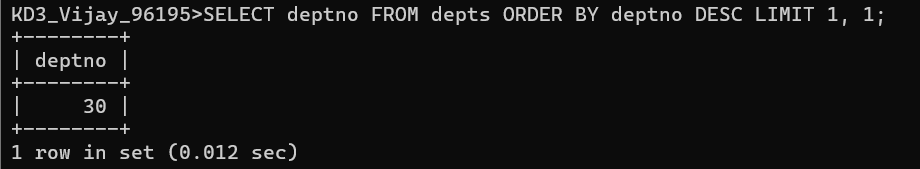 KD3_Vijay_96195>SELECT deptno FROM depts ORDER BY deptno DESC LIMIT 1, 1;
+--------+
| deptno |
+--------+
|     30 |
+--------+
1 row in set (0.012 sec)